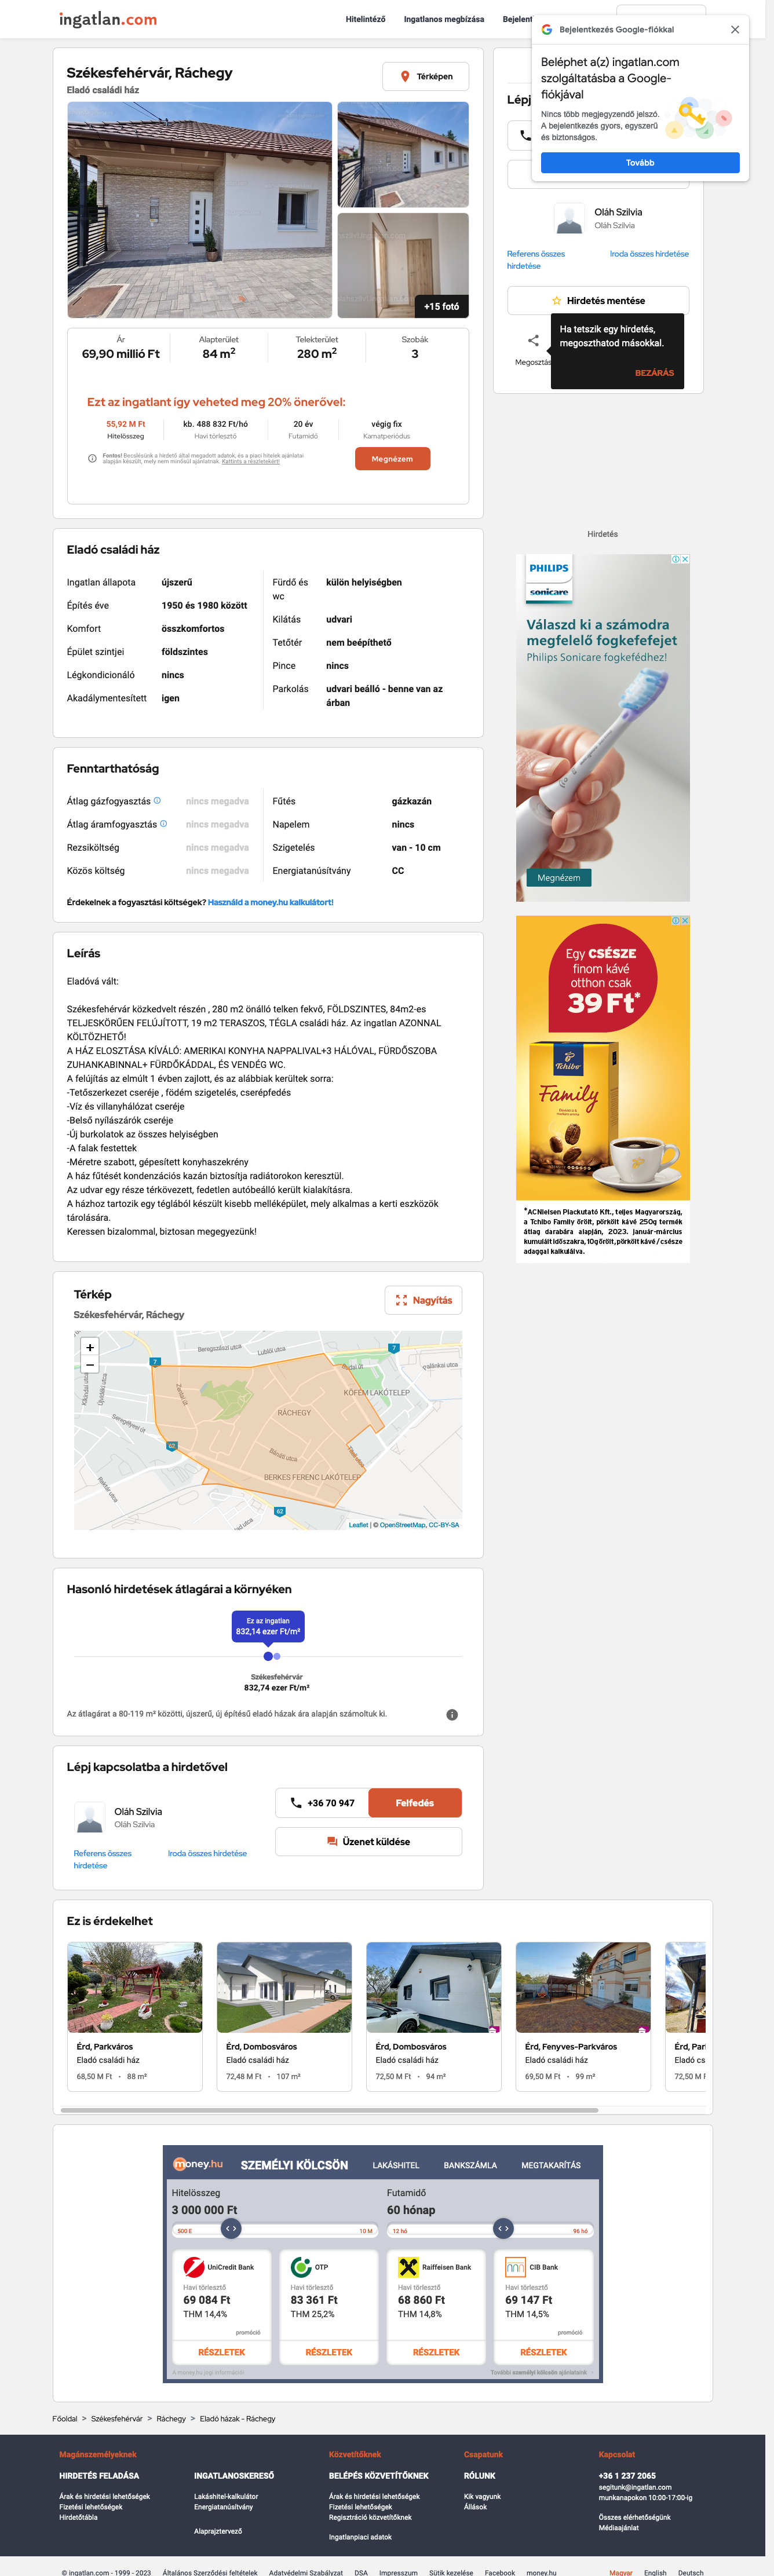 ingatlan.com
Hitelintéző Ingatlanos megbízása
Bejelentkezés Google-fiókkal
Beléphet a(z) ingatlan.com
szolgáltatásba a Google-
fiókjával
Nincs több megjegyzendő jelszó.
A bejelentkezés gyors, egyszerű
és biztonságos.
Tovább
Székesfehérvár, Ráchegy
Eladó családi ház
Térképen
+15 fotó
Ár
69,90 millió Ft
Alapterület
84 m²
Telekterület
280 m²
Szobák
3
Ezt az ingatlant így veheted meg 20% önerővel:
55,92 M Ft
Hitelösszeg
kb. 488 832 Ft/hó
Havi törlesztő
20 év
Futamidő
végig fix
Kamatperiódus
Fontos! Becslésünk a hirdető által megadott adatok, és a piaci hitelek ajánlatai
alapján készült, mely nem minősül ajánlatnak. Kattints a részletekért!
Megnézem
Oláh Szilvia
Oláh Szilvia
Referens összes
hirdetése
Iroda összes hirdetése
Hirdetés mentése
Megosztás
Ha tetszik egy hirdetés,
megoszthatod másokkal.
BEZÁRÁS
Eladó családi ház
Ingatlan állapota újszerű
Építés éve 1950 és 1980 között
Komfort összkomfortos
Épület szintjei földszintes
Légkondicionáló nincs
Akadálymentesített igen
Fürdő és
wc
külön helyiségben
Kilátás udvari
Tetőtér nem beépíthető
Pince nincs
Parkolás udvari beálló - benne van az
árban
Fenntarthatóság
Átlag gázfogyasztás nincs megadva
Átlag áramfogyasztás nincs megadva
Rezsiköltség nincs megadva
Közös költség nincs megadva
Fűtés gázkazán
Napelem nincs
Szigetelés van - 10 cm
Energiatanúsítvány CC
Érdekelnek a fogyasztási költségek? Használd a money.hu kalkulátort!
Leírás
Eladóvá vált:
Székesfehérvár közkedvelt részén , 280 m2 önálló telken fekvő, FÖLDSZINTES, 84m2-es
TELJESKÖRŰEN FELÚJÍTOTT, 19 m2 TERASZOS, TÉGLA családi ház. Az ingatlan AZONNAL
KÖLTÖZHETŐ!
A HÁZ ELOSZTÁSA KÍVÁLÓ: AMERIKAI KONYHA NAPPALIVAL+3 HÁLÓVAL, FÜRDŐSZOBA
ZUHANKABINNAL+ FÜRDŐKÁDDAL, ÉS VENDÉG WC.
A felújítás az elmúlt 1 évben zajlott, és az alábbiak kerültek sorra:
-Tetőszerkezet cseréje , födém szigetelés, cserépfedés
-Víz és villanyhálózat cseréje
-Belső nyílászárók cseréje
-Új burkolatok az összes helyiségben
-A falak festettek
-Méretre szabott, gépesített konyhaszekrény
A ház fűtését kondenzációs kazán biztosítja radiátorokon keresztül.
Az udvar egy része térkövezett, fedetlen autóbeálló került kialakításra.
A házhoz tartozik egy téglából készült kisebb melléképület, mely alkalmas a kerti eszközök
tárolására.
Keressen bizalommal, biztosan megegyezünk!
Hirdetés
PHILIPS
sonicare
Válaszd ki a számodra
megfelelő fogkefefejet
Philips Sonicare fogkefédhez!
Megnézem
Egy CSÉSZE
finom kávé
otthon csak
39 Ft*
Tchibo
Family
*ACNielsen Piackutató Kft., teljes Magyarország,
a Tchibo Family őrölt, pörkölt kávé 250g termék
átlag darabára alapján, 2023. január-március
kumulált időszakra, 10g őrölt, pörkölt kávé / csésze
adaggal kalkulálva.
Térkép
Székesfehérvár, Ráchegy
Nagyítás
+
−
Beregszászi utca
KŐFÉM LAKÓTELEP
RÁCHEGY
BERKES FERENC LAKÓTELEP
7
7
62
62
Leaflet | © OpenStreetMap, CC-BY-SA
Hasonló hirdetések átlagárai a környéken
Ez az ingatlan
832,14 ezer Ft/m²
Székesfehérvár
832,74 ezer Ft/m²
Az átlagárat a 80-119 m² közötti, újszerű, új építésű eladó házak ára alapján számoltuk ki.
Lépj kapcsolatba a hirdetővel
Oláh Szilvia
Oláh Szilvia
Referens összes
hirdetése
Iroda összes hirdetése
+36 70 947
Felfedés
Üzenet küldése
Ez is érdekelhet
Érd, Parkváros
Eladó családi ház
68,50 M Ft • 88 m²
Érd, Dombosváros
Eladó családi ház
72,48 M Ft • 107 m²
Érd, Dombosváros
Eladó családi ház
72,50 M Ft • 94 m²
Érd, Fenyves-Parkváros
Eladó családi ház
69,50 M Ft • 99 m²
money.hu SZEMÉLYI KÖLCSÖN LAKÁSHITEL BANKSZÁMLA MEGTAKARÍTÁS
Hitelösszeg
3 000 000 Ft
500 E 10 M
Futamidő
60 hónap
12 hó 96 hó
UniCredit Bank
Havi törlesztő
69 084 Ft
THM 14,4%
promóció
RÉSZLETEK
OTP
Havi törlesztő
83 361 Ft
THM 25,2%
RÉSZLETEK
Raiffeisen Bank
Havi törlesztő
68 860 Ft
THM 14,8%
RÉSZLETEK
CIB Bank
Havi törlesztő
69 147 Ft
THM 14,5%
promóció
RÉSZLETEK
A money.hu jogi információi
További személyi kölcsön ajánlataink
Főoldal > Székesfehérvár > Ráchegy > Eladó házak - Ráchegy
Magánszemélyeknek
HIRDETÉS FELADÁSA
Árak és hirdetési lehetőségek
Fizetési lehetőségek
Hirdetőtábla
INGATLANOSKERESŐ
Lakáshitel-kalkulátor
Energiatanúsítvány
Alaprajztervező
Közvetítőknek
BELÉPÉS KÖZVETÍTŐKNEK
Árak és hirdetési lehetőségek
Fizetési lehetőségek
Regisztráció közvetítőknek
Ingatlanpiaci adatok
Csapatunk
RÓLUNK
Kik vagyunk
Állások
Kapcsolat
+36 1 237 2065
segitunk@ingatlan.com
munkanapokon 10:00-17:00-ig
Összes elérhetőségünk
Médiaajánlat
© ingatlan.com - 1999 - 2023 Általános Szerződési feltételek Adatvédelmi Szabályzat DSA Impresszum Sütik kezelése Facebook money.hu
Magyar English Deutsch